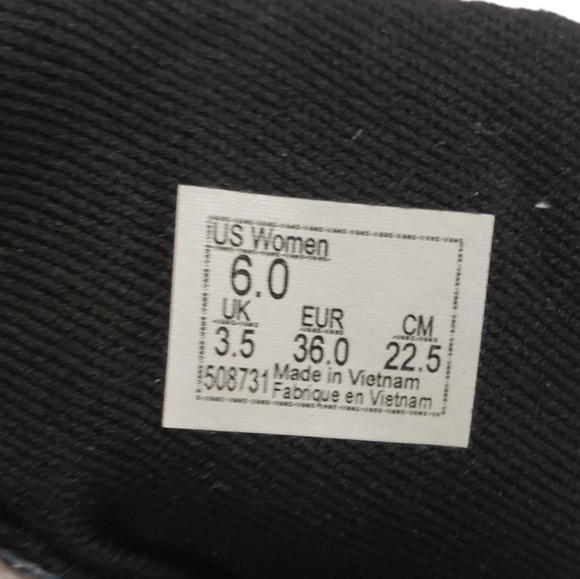 US Women
6.0
UK EUR CM
3.5 36.0 22.5
508731 Made in Vietnam
Fabrique en Vietnam